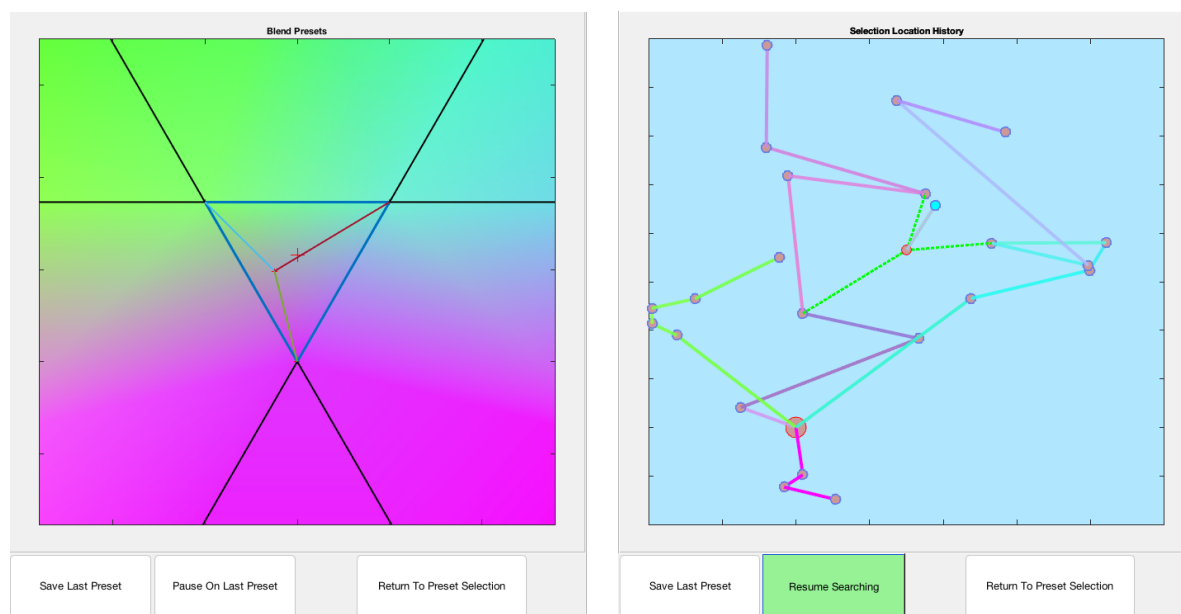 Blend Presets
Selection Location History
Save Last Preset
Pause On Last Preset
Return To Preset Selection
Save Last Preset
Resume Searching
Return To Preset Selection